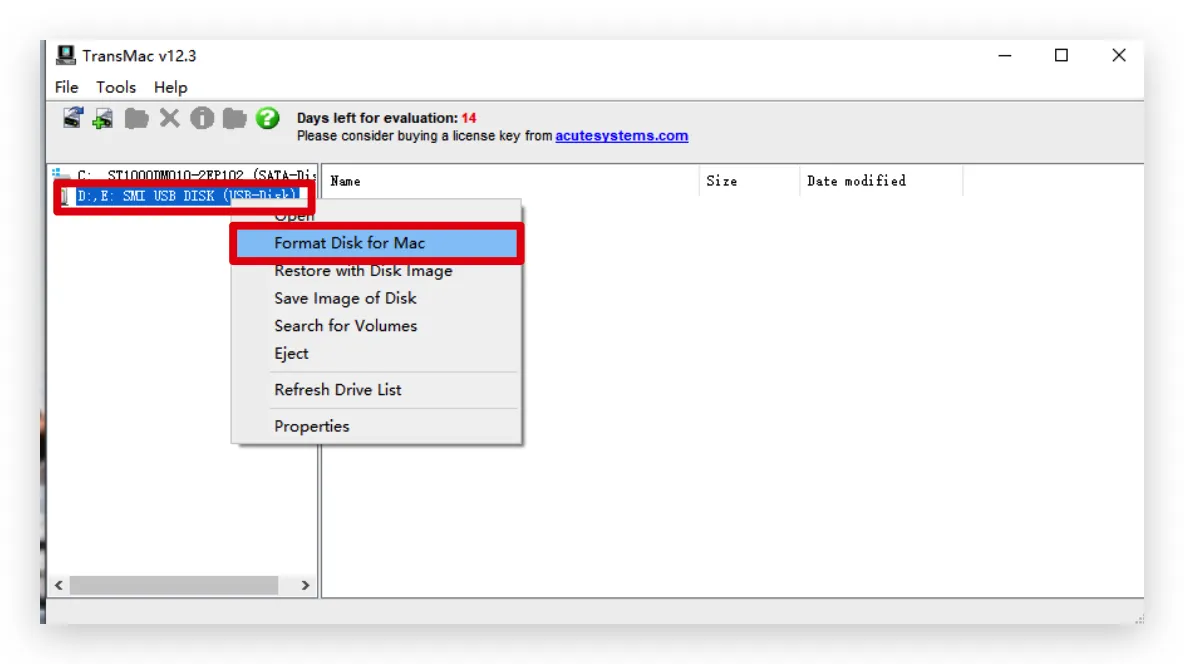 TransMac v12.3
File Tools Help
Days left for evaluation: 14
Please consider buying a license key from acutesystems.com
C: ST1000DM010-2EP102 (SATA-Dis
Name Size Date modified
D:,E: SMI USB DISK (USB-Disk)
Open
Format Disk for Mac
Restore with Disk Image
Save Image of Disk
Search for Volumes
Eject
Refresh Drive List
Properties